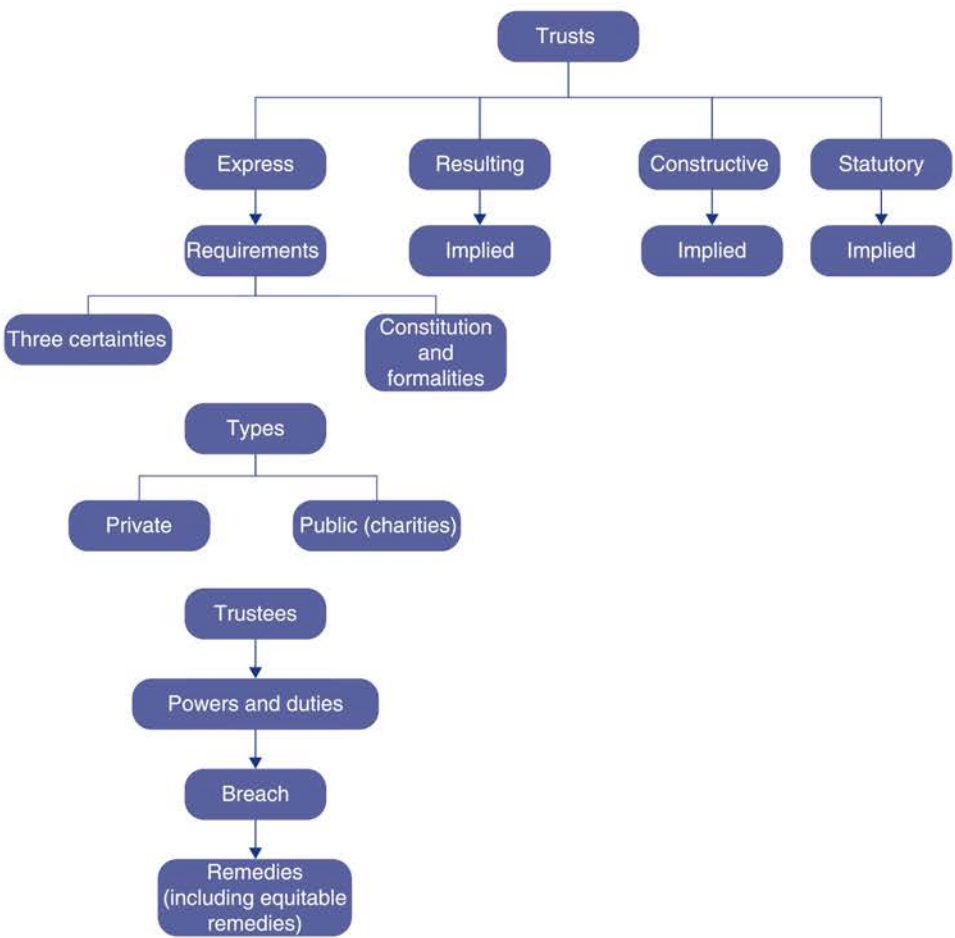 Trusts
Express
Resulting
Constructive
Statutory
Requirements
Implied
Implied
Implied
Three certainties
Constitution
and
formalities
Types
Private
Public (charities)
Trustees
Powers and duties
Breach
Remedies
(including equitable
remedies)